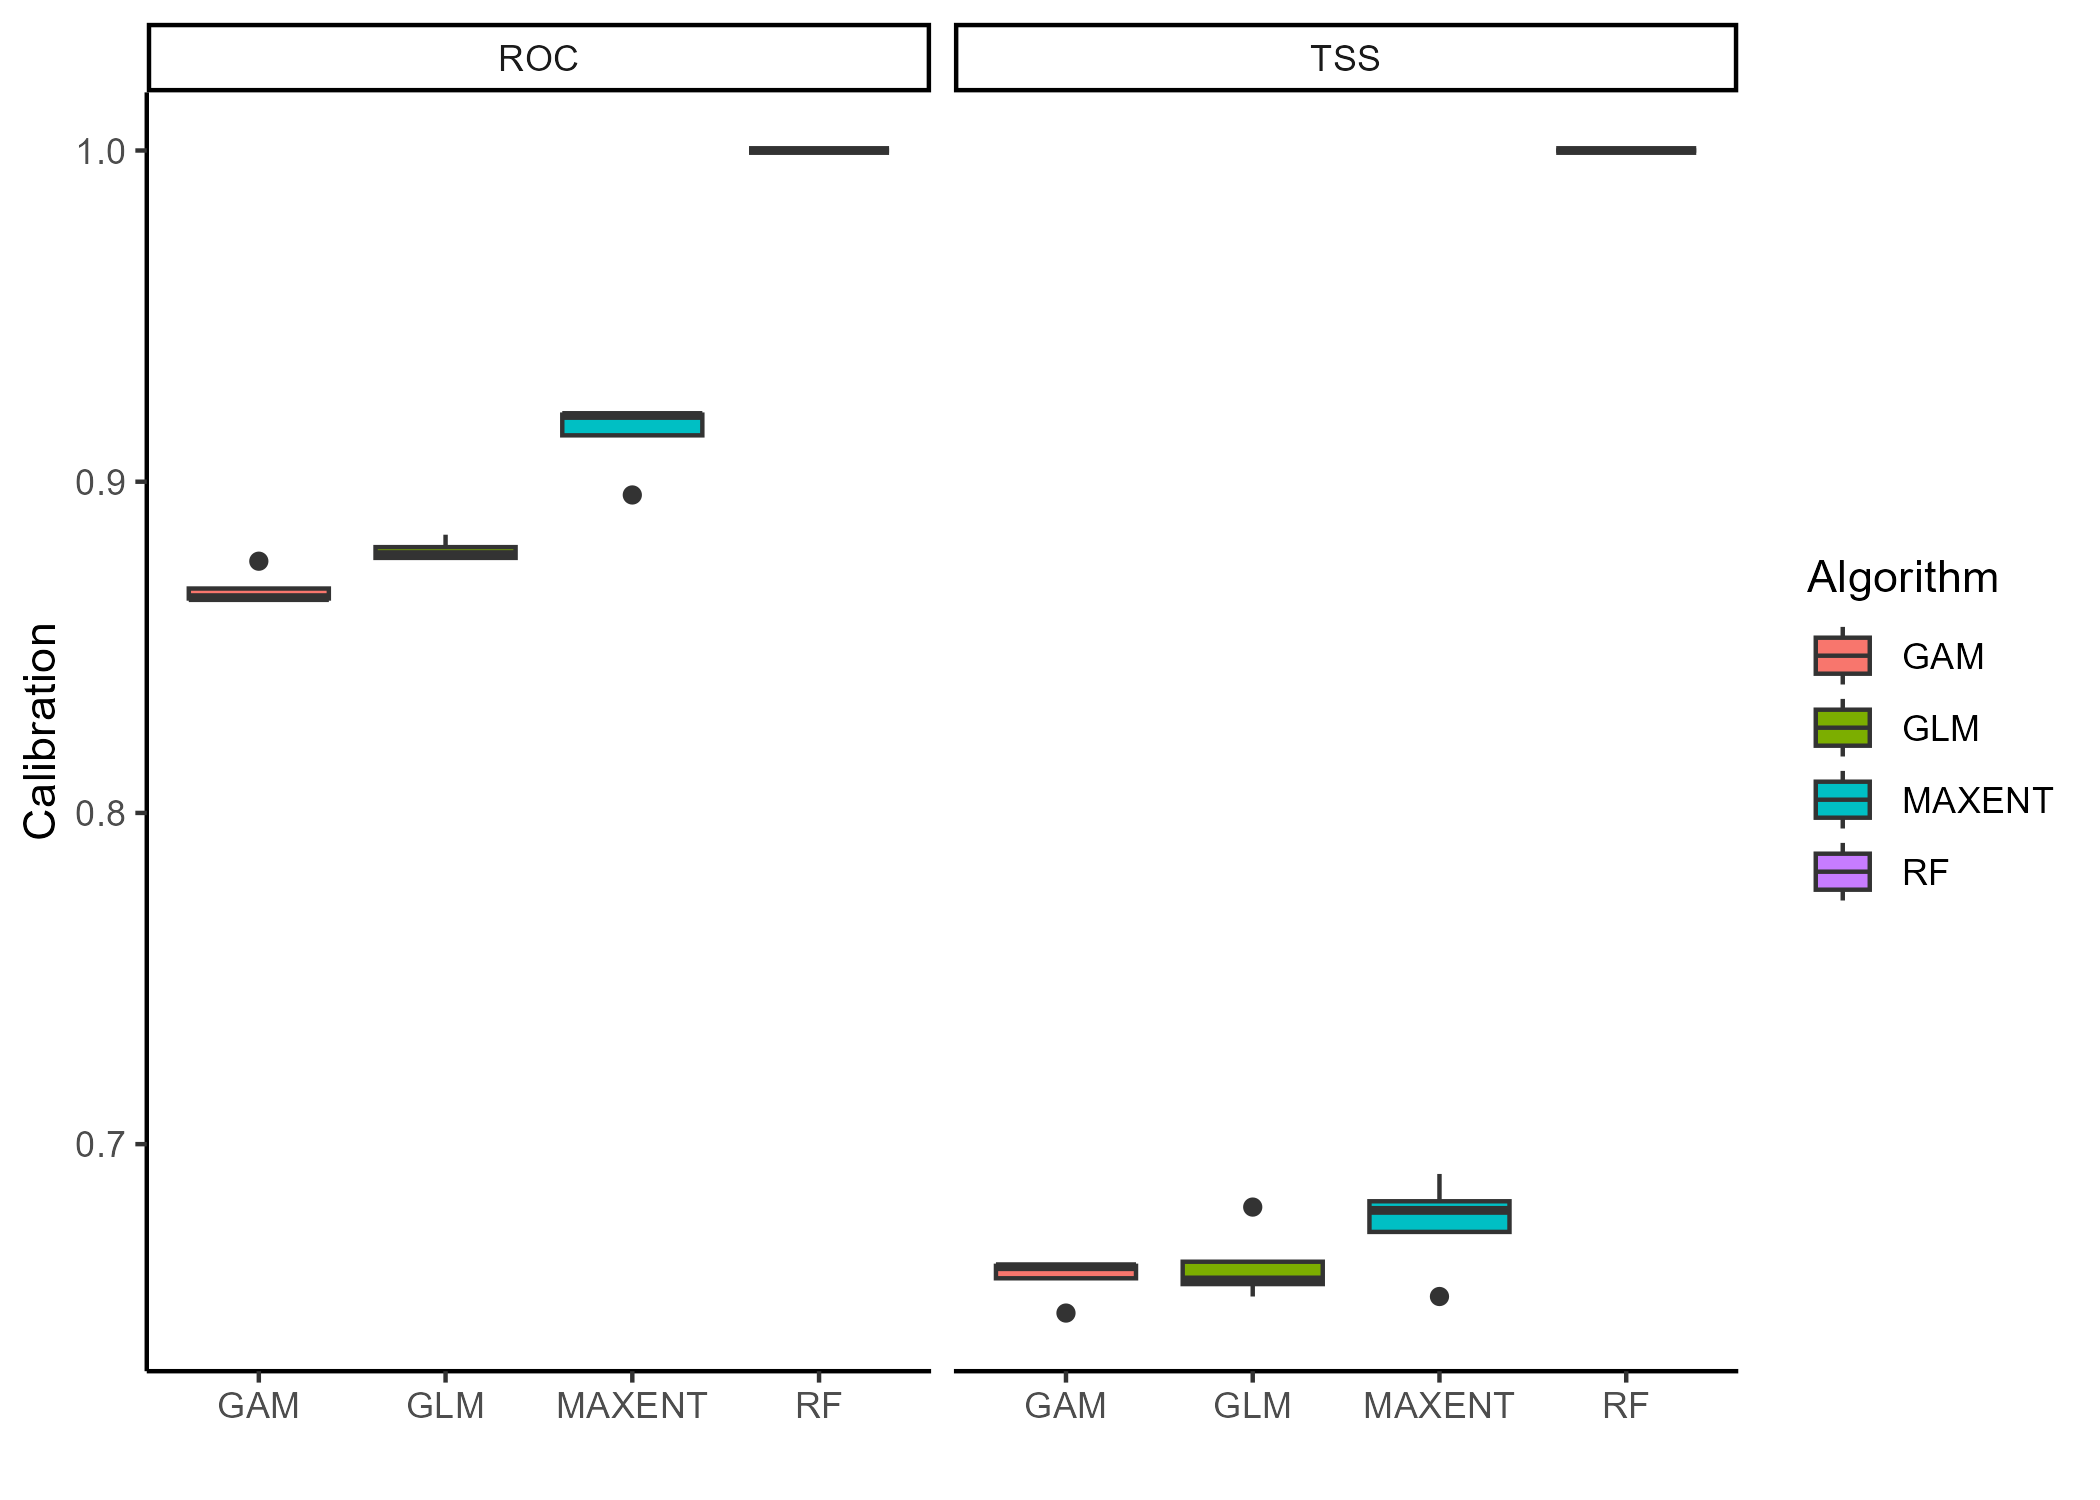 ROC
TSS
Calibration
1.0
0.9
0.8
0.7
GAM GLM MAXENT RF
GAM GLM MAXENT RF
Algorithm
GAM
GLM
MAXENT
RF